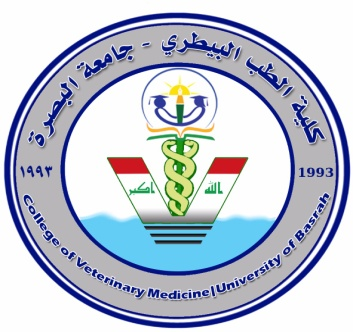 كلية الطب البيطري - جامعة البصرة
١٩٩٣
1993
الله أكبر
College of Veterinary Medicine|University of Basrah